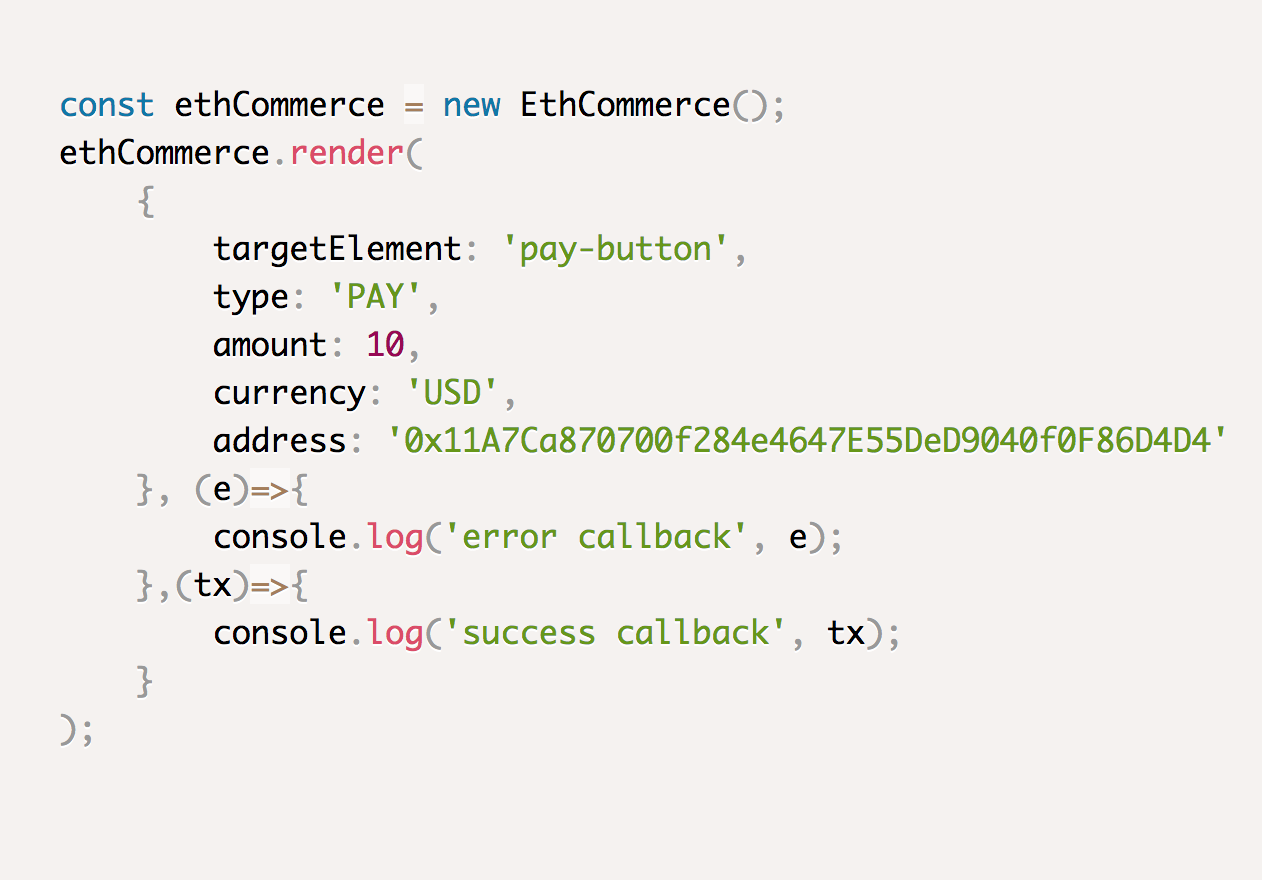 const ethCommerce = new EthCommerce();
ethCommerce.render(
    {
        targetElement: 'pay-button',
        type: 'PAY',
        amount: 10,
        currency: 'USD',
        address: '0x11A7Ca870700f284e4647E55DeD9040f0F86D4D4'
    }, (e)=>{
        console.log('error callback', e);
    },(tx)=>{
        console.log('success callback', tx);
    }
);